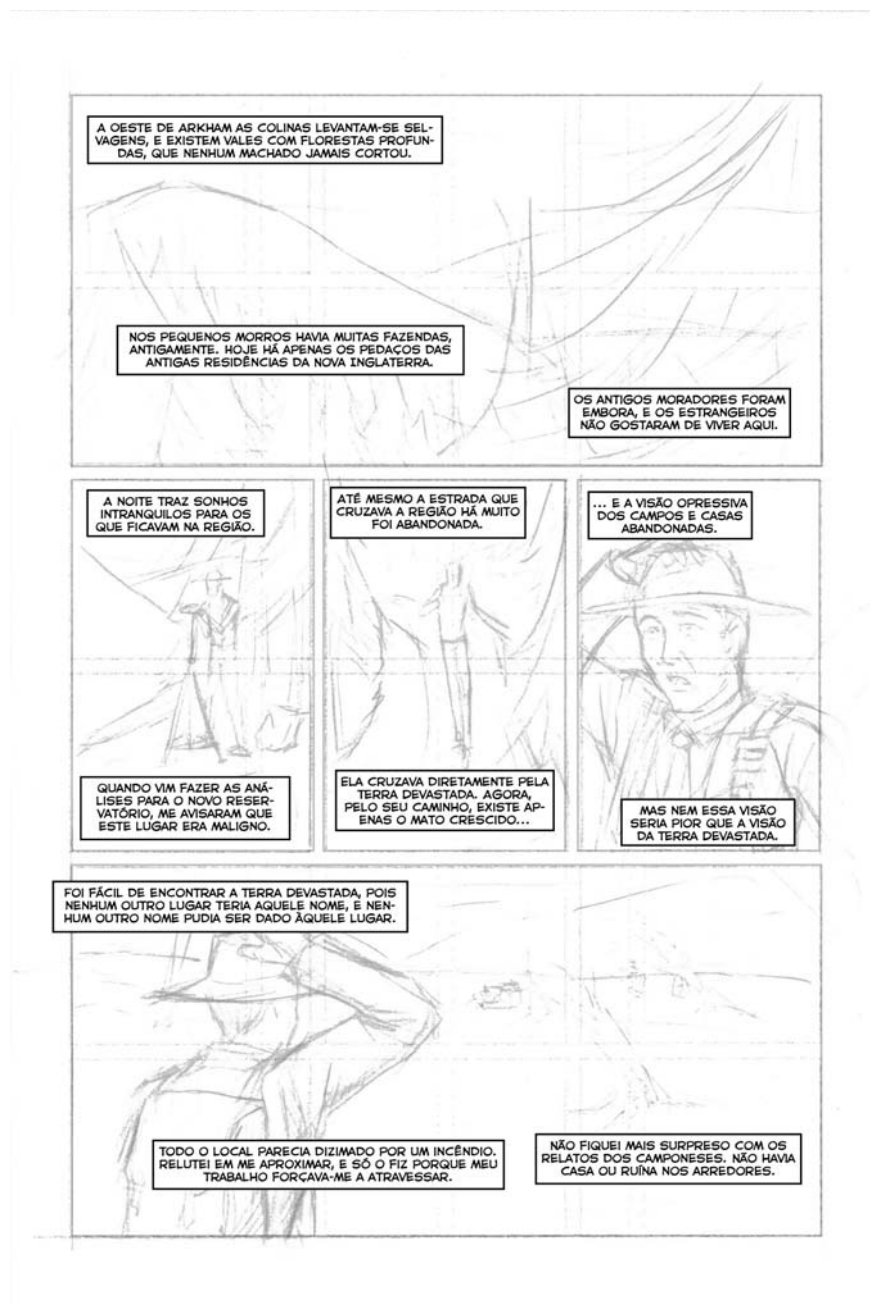 A OESTE DE ARKHAM AS COLINAS LEVANTAM-SE SEL-
VAGENS, E EXISTEM VALES COM FLORESTAS PROFUN-
DAS, QUE NENHUM MACHADO JAMAIS CORTOU.
NOS PEQUENOS MORROS HAVIA MUITAS FAZENDAS,
ANTIGAMENTE. HOJE HÁ APENAS OS PEDAÇOS DAS
ANTIGAS RESIDÊNCIAS DA NOVA INGLATERRA.
OS ANTIGOS MORADORES FORAM
EMBORA, E OS ESTRANGEIROS
NÃO GOSTARAM DE VIVER AQUI.
A NOITE TRAZ SONHOS
INTRANQUILOS PARA OS
QUE FICAVAM NA REGIÃO.
QUANDO VIM FAZER AS ANÁ-
LISES PARA O NOVO RESER-
VATÓRIO, ME AVISARAM QUE
ESTE LUGAR ERA MALIGNO.
ATÉ MESMO A ESTRADA QUE
CRUZAVA A REGIÃO HÁ MUITO
FOI ABANDONADA.
ELA CRUZAVA DIRETAMENTE PELA
TERRA DEVASTADA. AGORA,
PELO SEU CAMINHO, EXISTE AP-
ENAS O MATO CRESCIDO...
... E A VISÃO OPRESSIVA
DOS CAMPOS E CASAS
ABANDONADAS.
MAS NEM ESSA VISÃO
SERIA PIOR QUE A VISÃO
DA TERRA DEVASTADA.
FOI FÁCIL DE ENCONTRAR A TERRA DEVASTADA, POIS
NENHUM OUTRO LUGAR TERIA AQUELE NOME, E NEN-
HUM OUTRO NOME PUDIA SER DADO ÀQUELE LUGAR.
TODO O LOCAL PARECIA DIZIMADO POR UM INCÊNDIO.
RELUTEI EM ME APROXIMAR, E SÓ O FIZ PORQUE MEU
TRABALHO FORÇAVA-ME A ATRAVESSAR.
NÃO FIQUEI MAIS SURPRESO COM OS
RELATOS DOS CAMPONESES. NÃO HAVIA
CASA OU RUÍNA NOS ARREDORES.